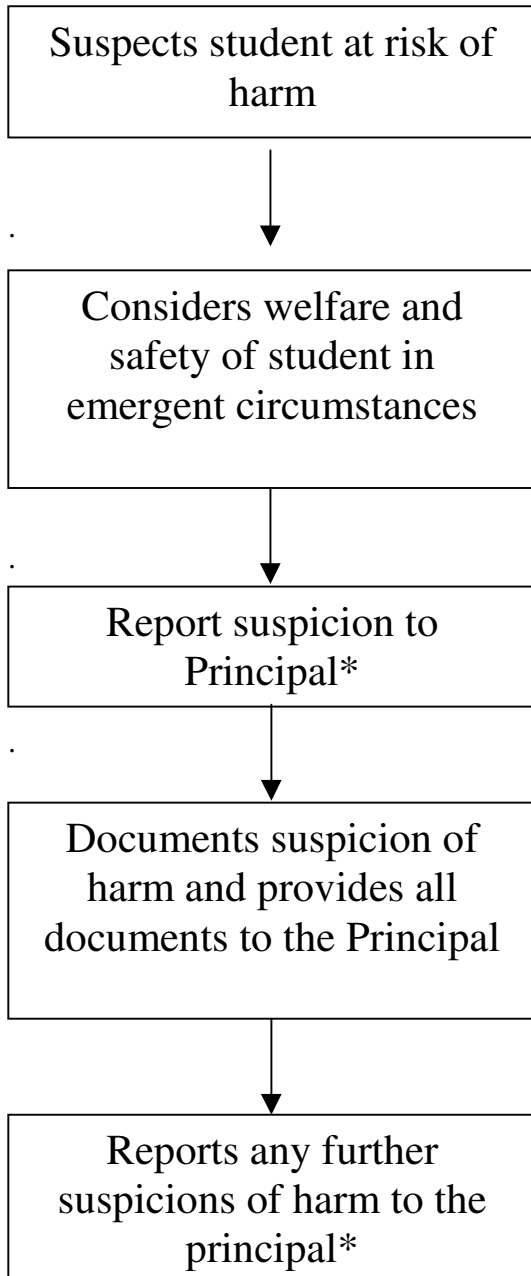 Suspects student at risk of
harm
.
Considers welfare and
safety of student in
emergent circumstances
.
Report suspicion to
Principal*
.
Documents suspicion of
harm and provides all
documents to the Principal
Reports any further
suspicions of harm to the
principal*